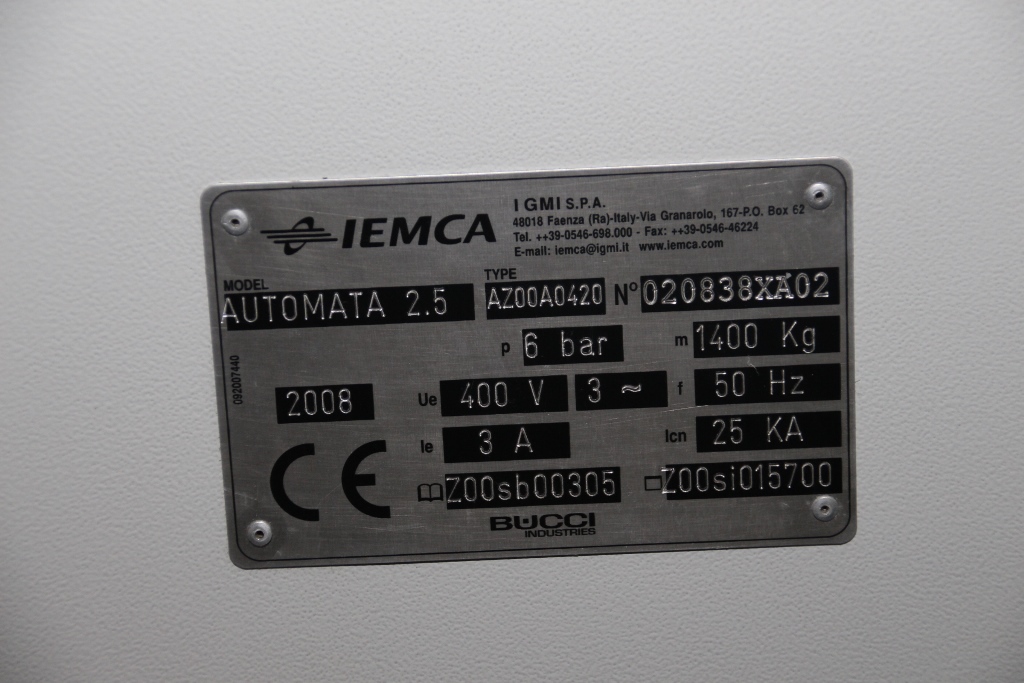 IEMCA
I GMI S.P.A.
48018 Faenza (Ra)-Italy-Via Granarolo, 167-P.O. Box 62
Tel. ++39-0546-698.000 - Fax: ++39-0546-46224
E-mail: iemca@igmi.it www.iemca.com
MODEL AUTOMATA 2.5 TYPE AZ00A0420 N° 020838XA02
p 6 bar m 1400 Kg
092007440
2008 Ue 400 V 3 ~ f 50 Hz
CE Ie 3 A Icn 25 KA
Z00sb00305 Z00si015700
BUCCI
INDUSTRIES